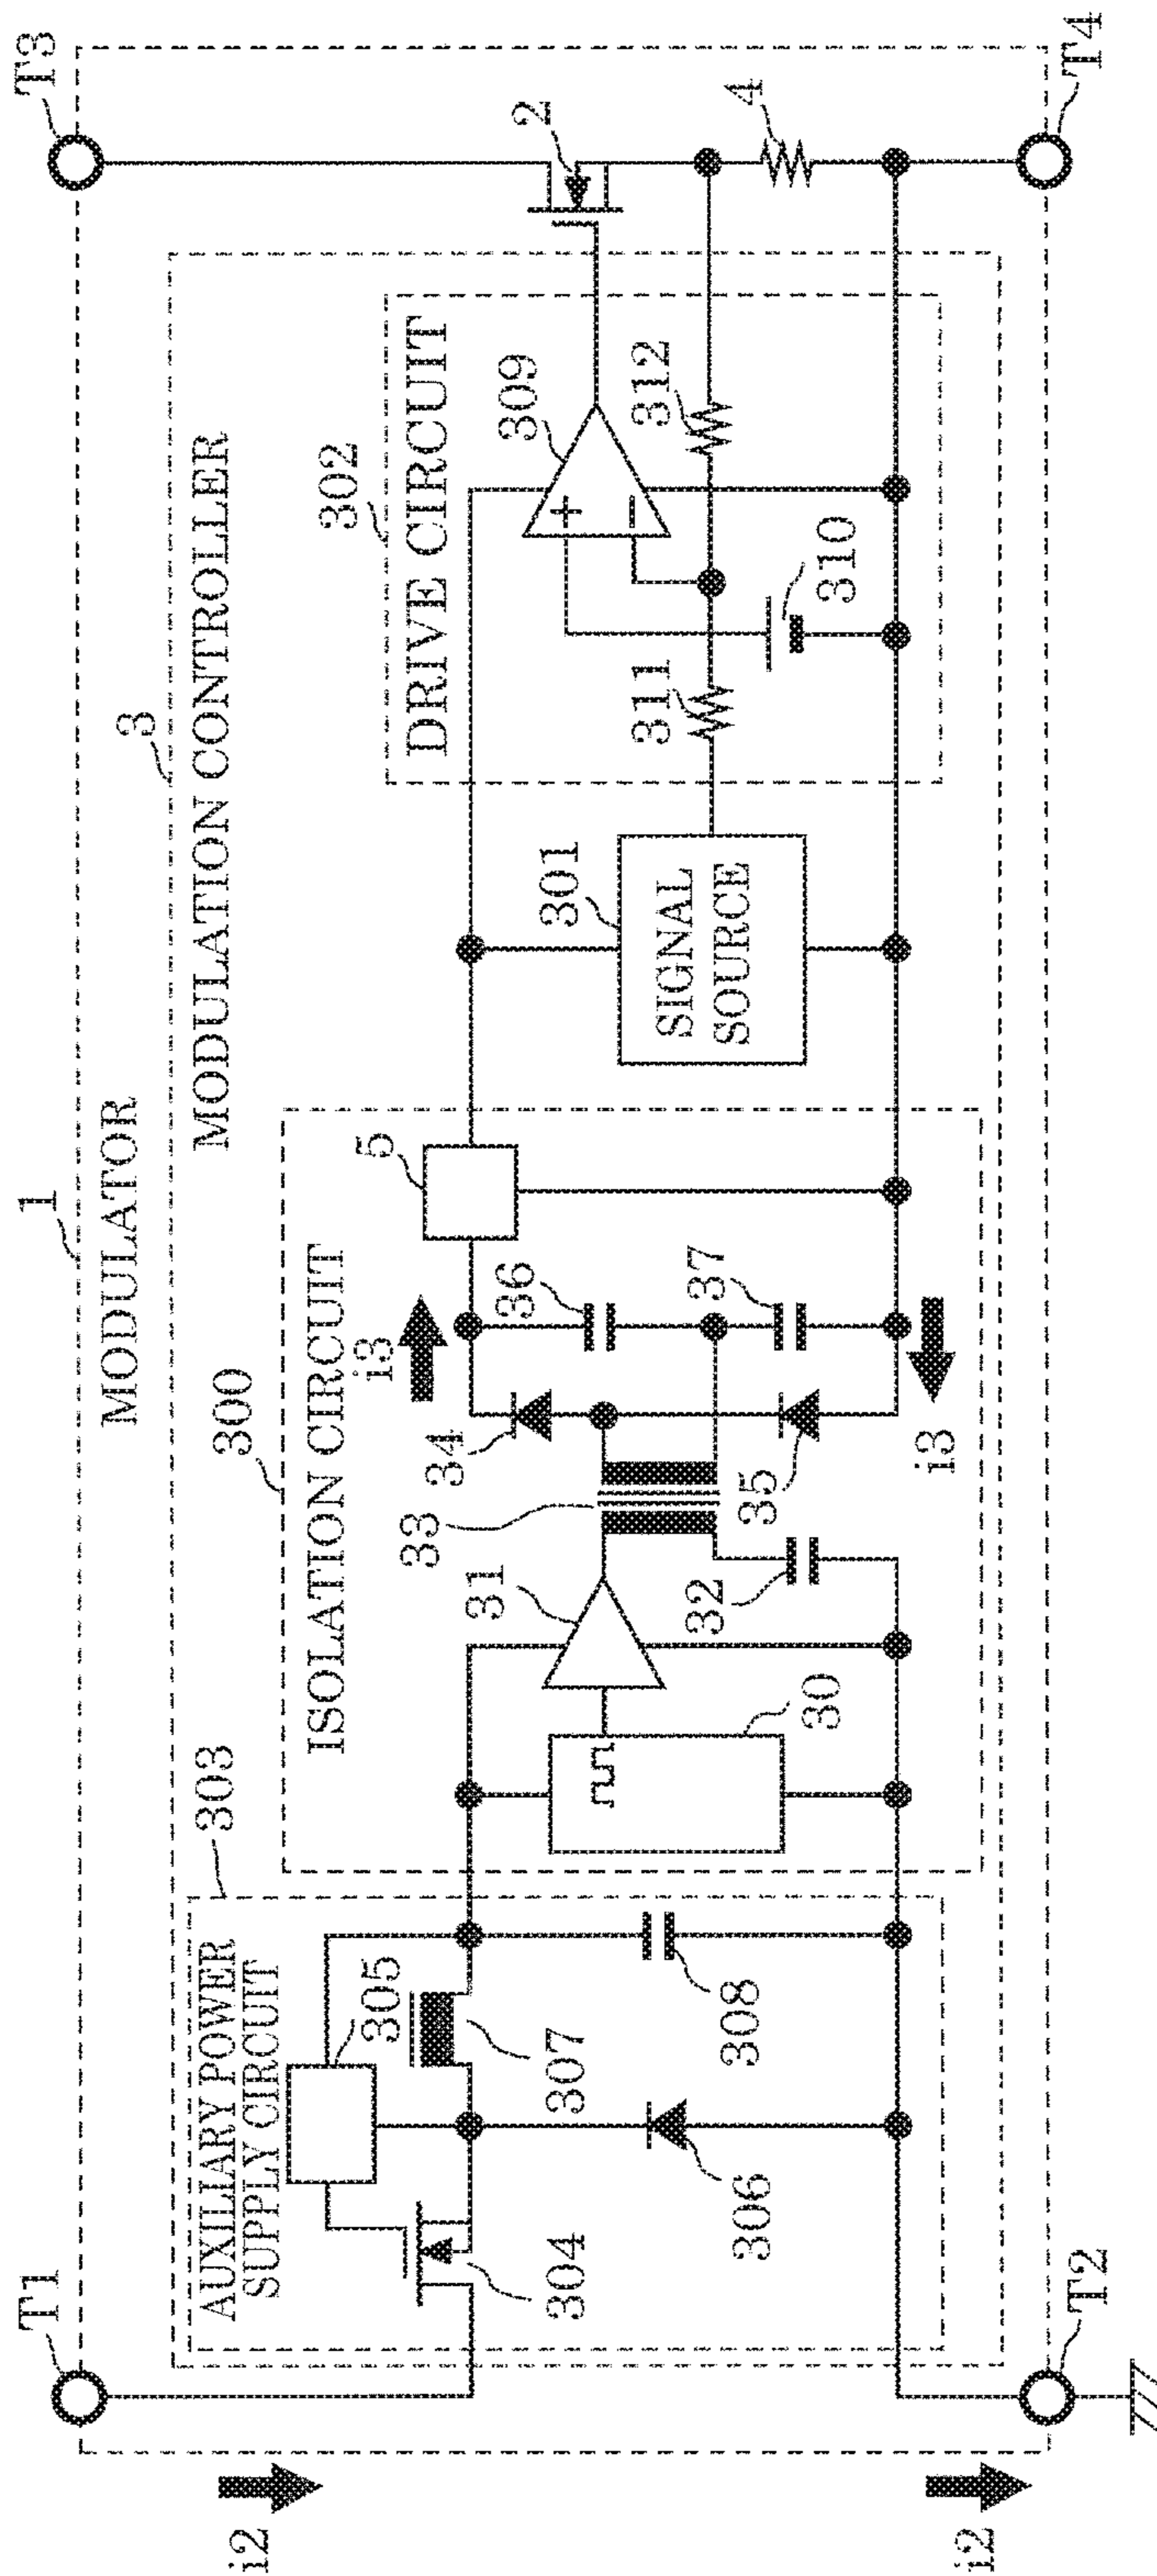 1
MODULATOR
3
MODULATION CONTROLLER
T1
T3
303
AUXILIARY POWER
SUPPLY CIRCUIT
305
304
307
306
308
300
ISOLATION CIRCUIT
30
31
32
33
34
35
36
37
i3
i3
5
301
SIGNAL
SOURCE
302
DRIVE CIRCUIT
309
+
−
310
311
312
2
4
T2
T4
i2
i2